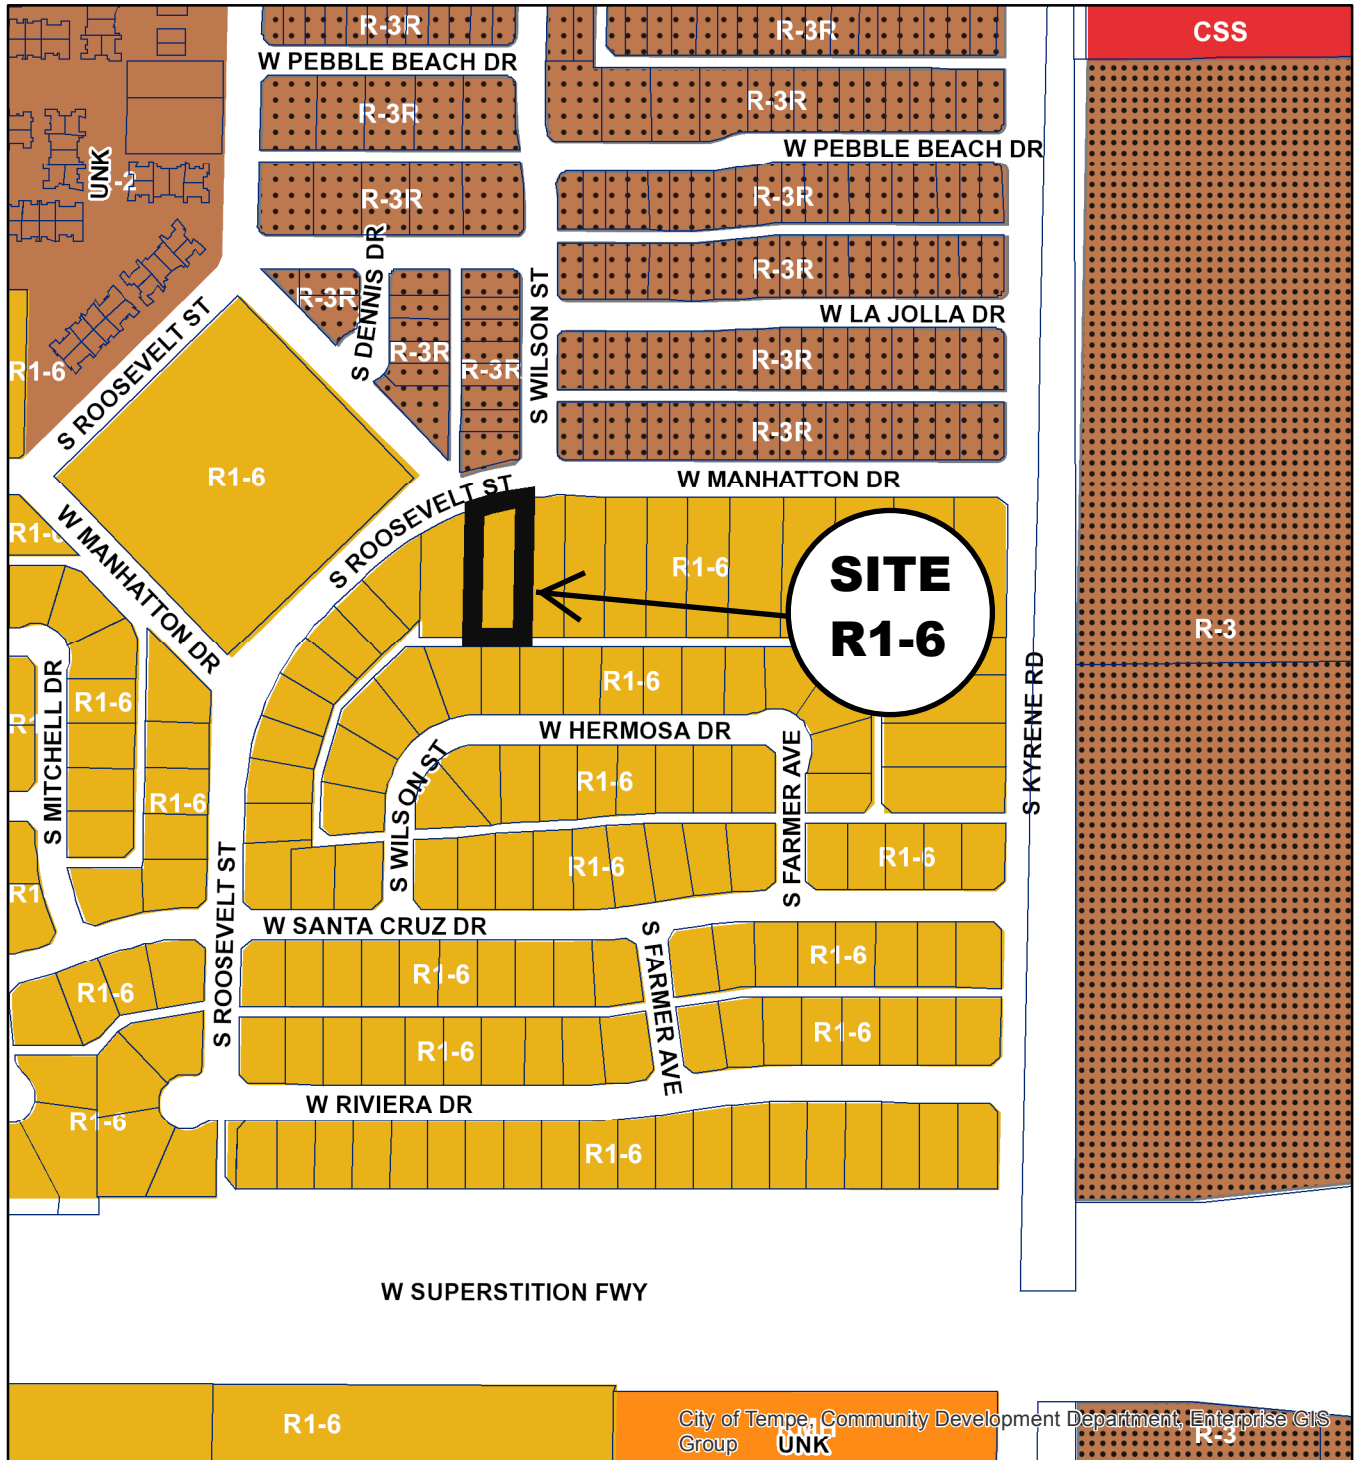 R-3R
R-3R
CSS
W PEBBLE BEACH DR
R-3R
R-3R
W PEBBLE BEACH DR
UNK
R-3R
R-3R
R-3R
R-3R
S DENNIS DR
S WILSON ST
W LA JOLLA DR
S ROOSEVELT ST
R1-6
R-3R
R-3R
R-3R
R-3R
R1-6
W MANHATTON DR
S ROOSEVELT ST
R1-6
W MANHATTON DR
R1-6
SITE
R1-6
R-3
S MITCHELL DR
R1-6
R1-6
S KYRENE RD
R1
W HERMOSA DR
S WILSON ST
R1-6
S FARMER AVE
R1-6
R1-6
R1-6
R1
S ROOSEVELT ST
W SANTA CRUZ DR
S FARMER AVE
R1-6
R1-6
R1-6
R1-6
R1-6
W RIVIERA DR
R1-6
R1-6
W SUPERSTITION FWY
R1-6
City of Tempe, Community Development Department, Enterprise GIS
Group
UNK
R-3